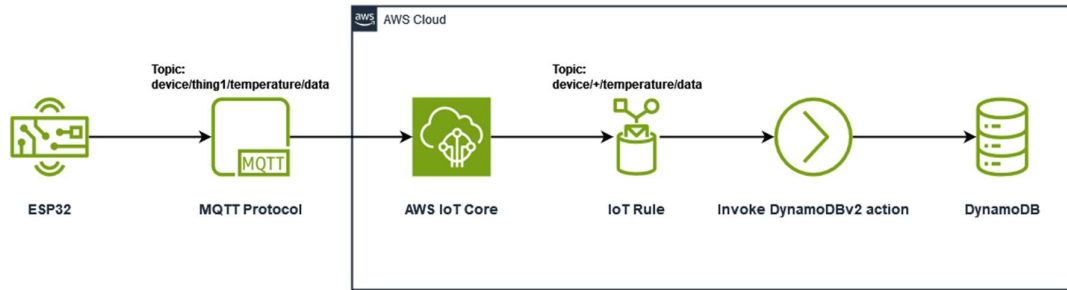 aws
AWS Cloud
Topic:
device/thing1/temperature/data
Topic:
device/+/temperature/data
MQTT
ESP32
MQTT Protocol
AWS IoT Core
IoT Rule
Invoke DynamoDBv2 action
DynamoDB